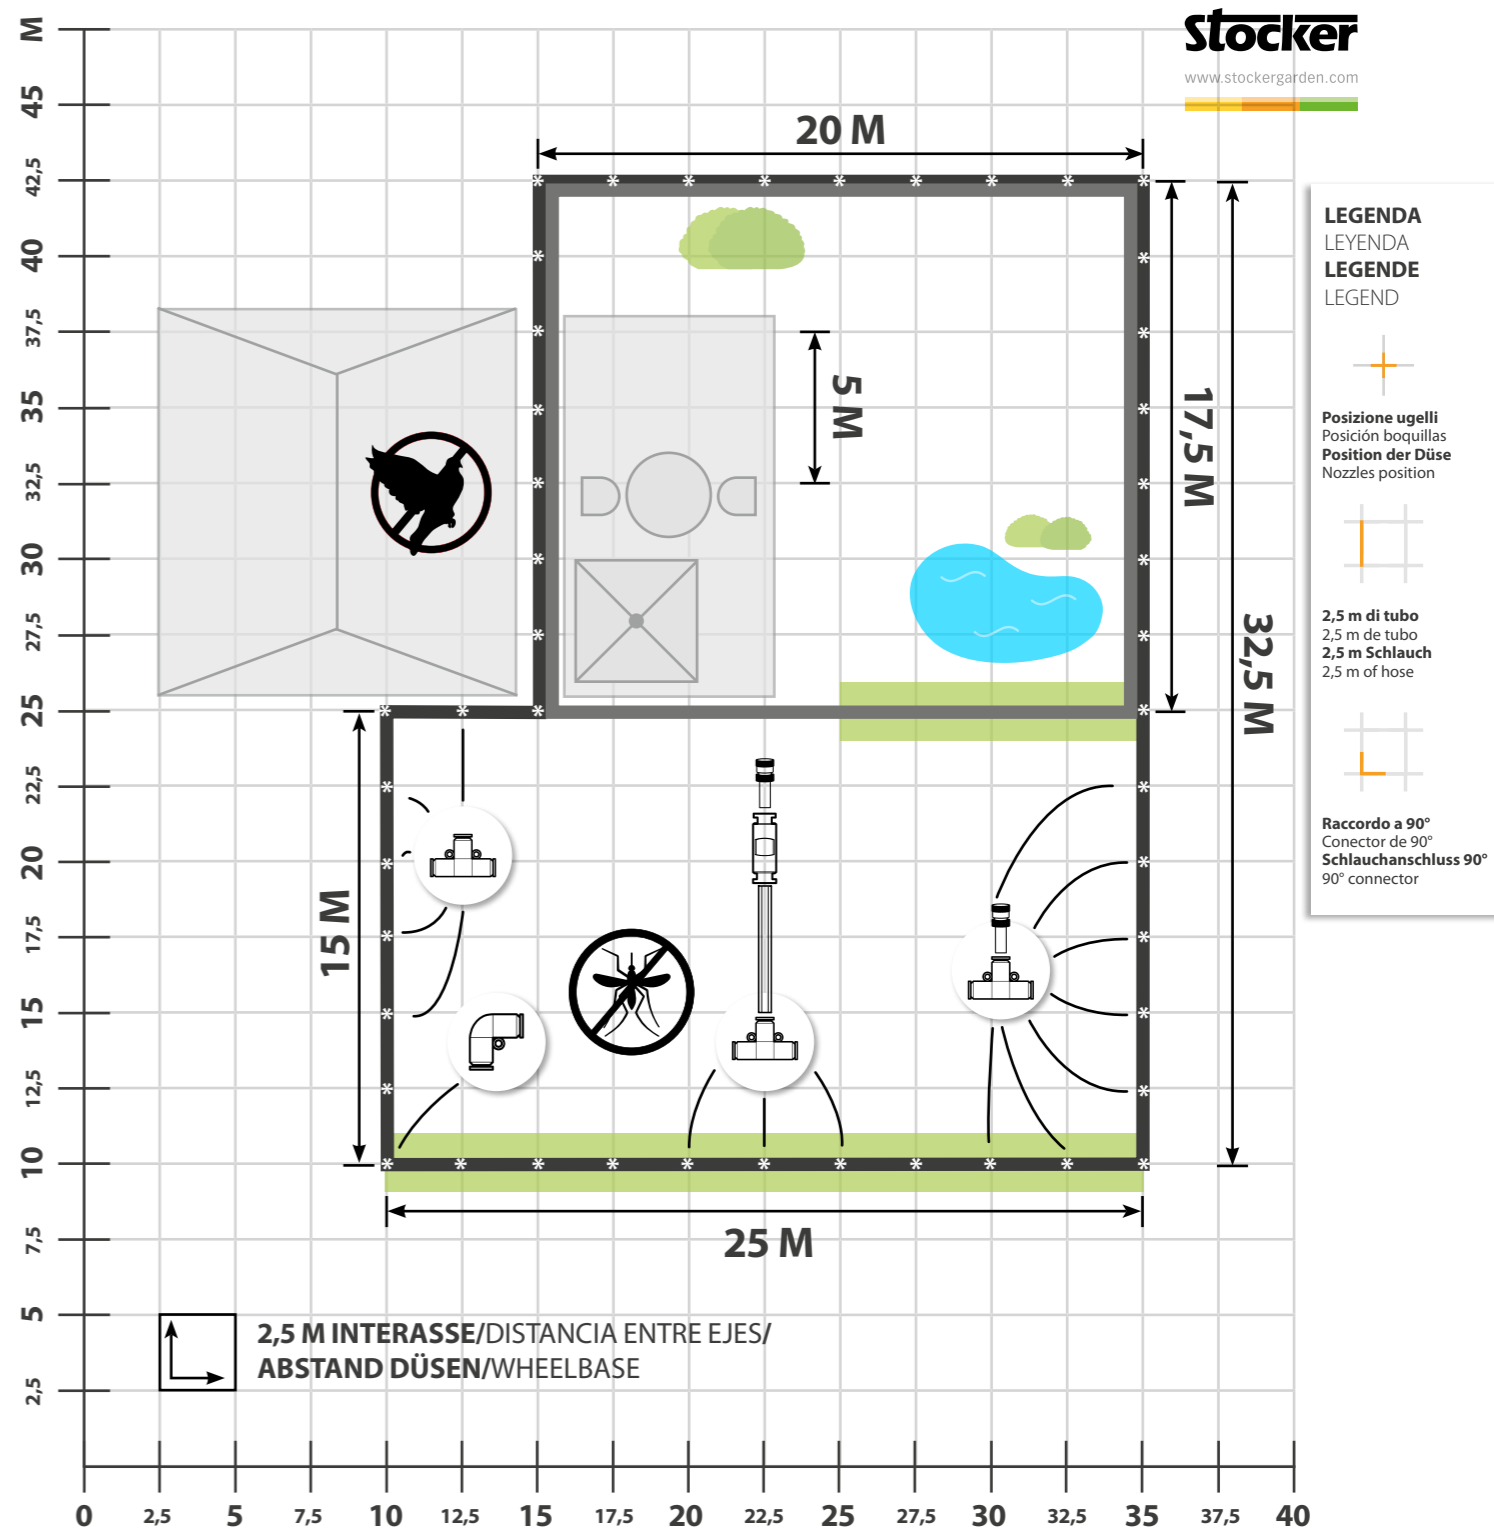 Stocker
www.stockergarden.com
M
45
42,5
40
37,5
35
32,5
30
27,5
25
22,5
20
17,5
15
12,5
10
7,5
5
2,5
20 M
5 M
17,5 M
32,5 M
15 M
25 M
LEGENDA
LEYENDA
LEGENDE
LEGEND
Posizione ugelli
Posición boquillas
Position der Düse
Nozzles position
2,5 m di tubo
2,5 m de tubo
2,5 m Schlauch
2,5 m of hose
Raccordo a 90°
Conector de 90°
Schlauchanschluss 90°
90° connector
2,5 M INTERASSE/DISTANCIA ENTRE EJES/
ABSTAND DÜSEN/WHEELBASE
0 2,5 5 7,5 10 12,5 15 17,5 20 22,5 25 27,5 30 32,5 35 37,5 40